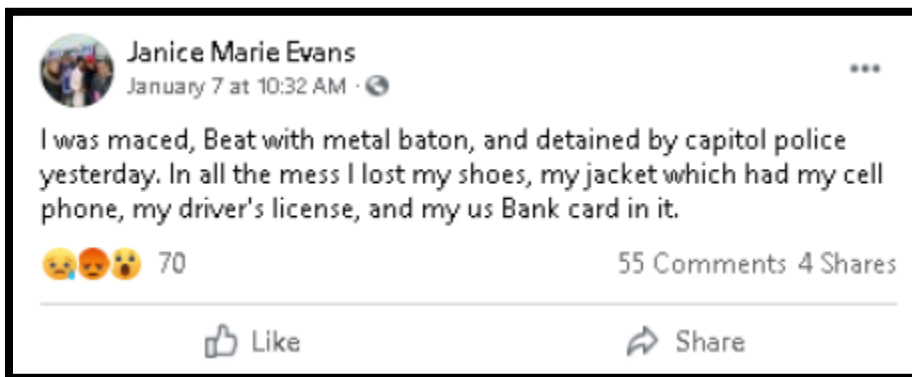 Janice Marie Evans
January 7 at 10:32 AM ·
I was maced, Beat with metal baton, and detained by capitol police
yesterday. In all the mess I lost my shoes, my jacket which had my cell
phone, my driver's license, and my us Bank card in it.
70 55 Comments 4 Shares
Like Share